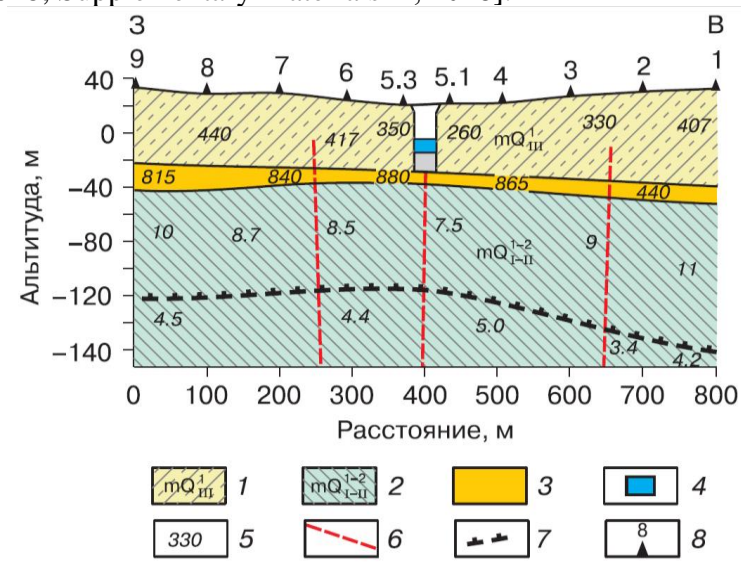 З В
9 8 7 6 5.3 5.1 4 3 2 1
40
0
−40
−80
−120
−140
Альтитуда, м
440 417 350 260 mQ¹III 330 407
815 840 880 865 440
10 8.7 8.5 7.5 mQ¹⁻²I–II 9 11
4.5 4.4 5.0 3.4 4.2
0 100 200 300 400 500 600 700 800
Расстояние, м
mQ¹III 1 mQ¹⁻²I–II 2 3 4
330 5 6 7 8 8